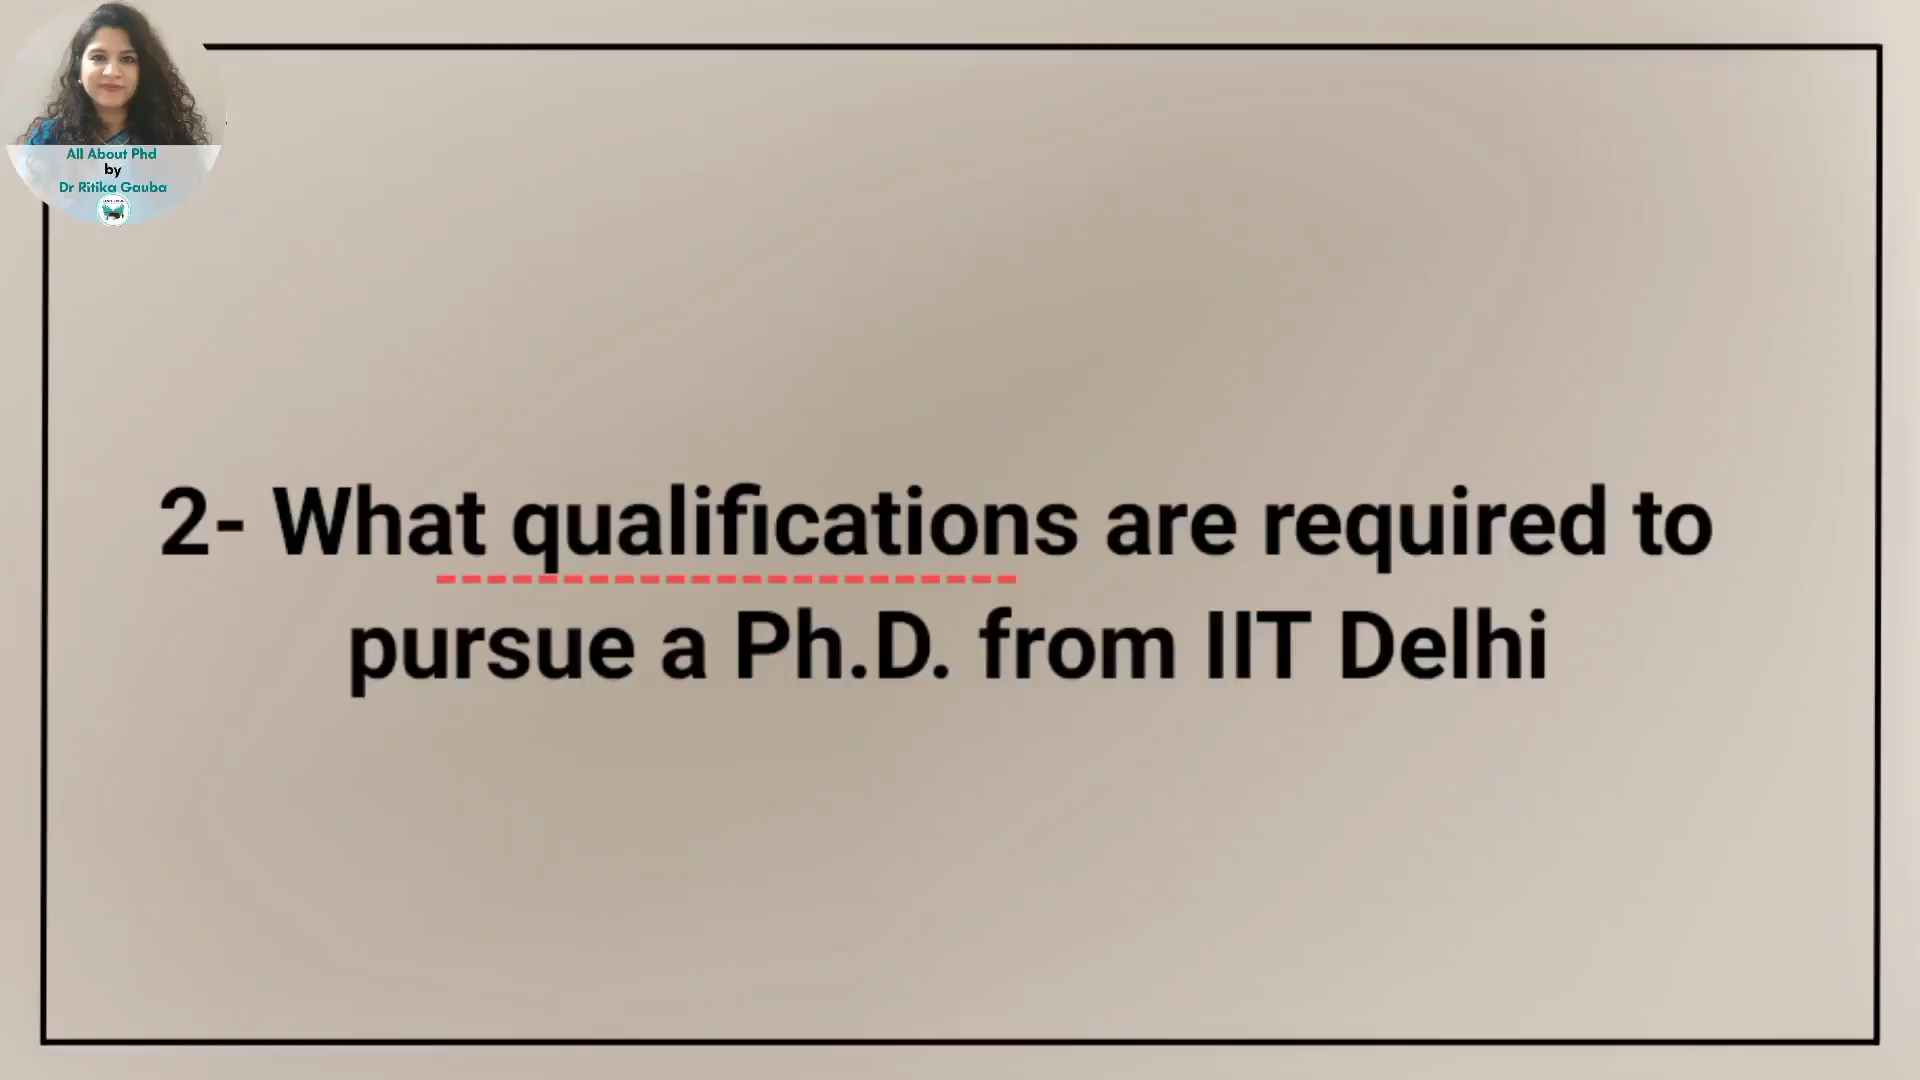 All About Phd
by
Dr Ritika Gauba
2- What qualifications are required to
pursue a Ph.D. from IIT Delhi